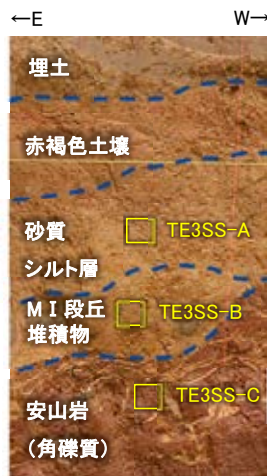 ←E W→
埋土
赤褐色土壌
砂質 TE3SS-A
シルト層
MⅠ段丘 TE3SS-B
堆積物
TE3SS-C
安山岩
(角礫質)